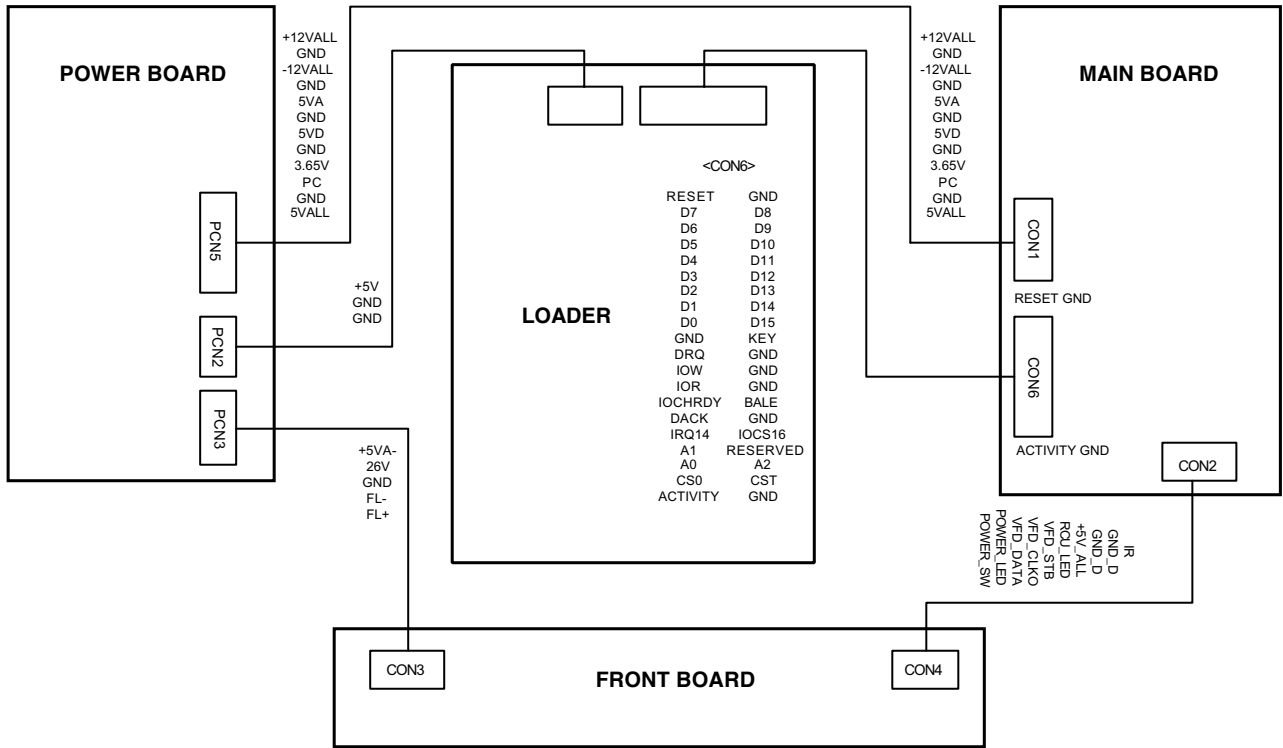 POWER BOARD
+12VALL
GND
-12VALL
GND
5VA
GND
5VD
GND
3.65V
PC
GND
5VALL
PCN5
PCN2
PCN3
+5V
GND
GND
+5VA-
26V
GND
FL-
FL+
LOADER
<CON6>
RESET GND
D7 D8
D6 D9
D5 D10
D4 D11
D3 D12
D2 D13
D1 D14
D0 D15
GND KEY
DRQ GND
IOW GND
IOR GND
IOCHRDY BALE
DACK GND
IRQ14 IOCS16
A1 RESERVED
A0 A2
CS0 CST
ACTIVITY GND
+12VALL
GND
-12VALL
GND
5VA
GND
5VD
GND
3.65V
PC
GND
5VALL
MAIN BOARD
CON1
RESET GND
CON6
ACTIVITY GND
CON2
IR
GND_D
GND_D
+5V_ALL
RCU_LED
VFD_STB
VFD_CLKO
VFD_DATA
POWER_LED
POWER_SW
CON3
FRONT BOARD
CON4